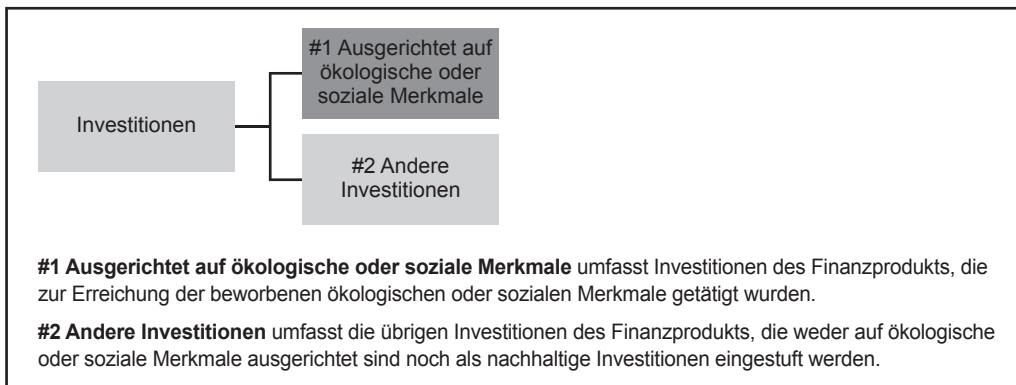 #1 Ausgerichtet auf
ökologische oder
soziale Merkmale
Investitionen
#2 Andere
Investitionen
#1 Ausgerichtet auf ökologische oder soziale Merkmale umfasst Investitionen des Finanzprodukts, die
zur Erreichung der beworbenen ökologischen oder sozialen Merkmale getätigt wurden.
#2 Andere Investitionen umfasst die übrigen Investitionen des Finanzprodukts, die weder auf ökologische
oder soziale Merkmale ausgerichtet sind noch als nachhaltige Investitionen eingestuft werden.